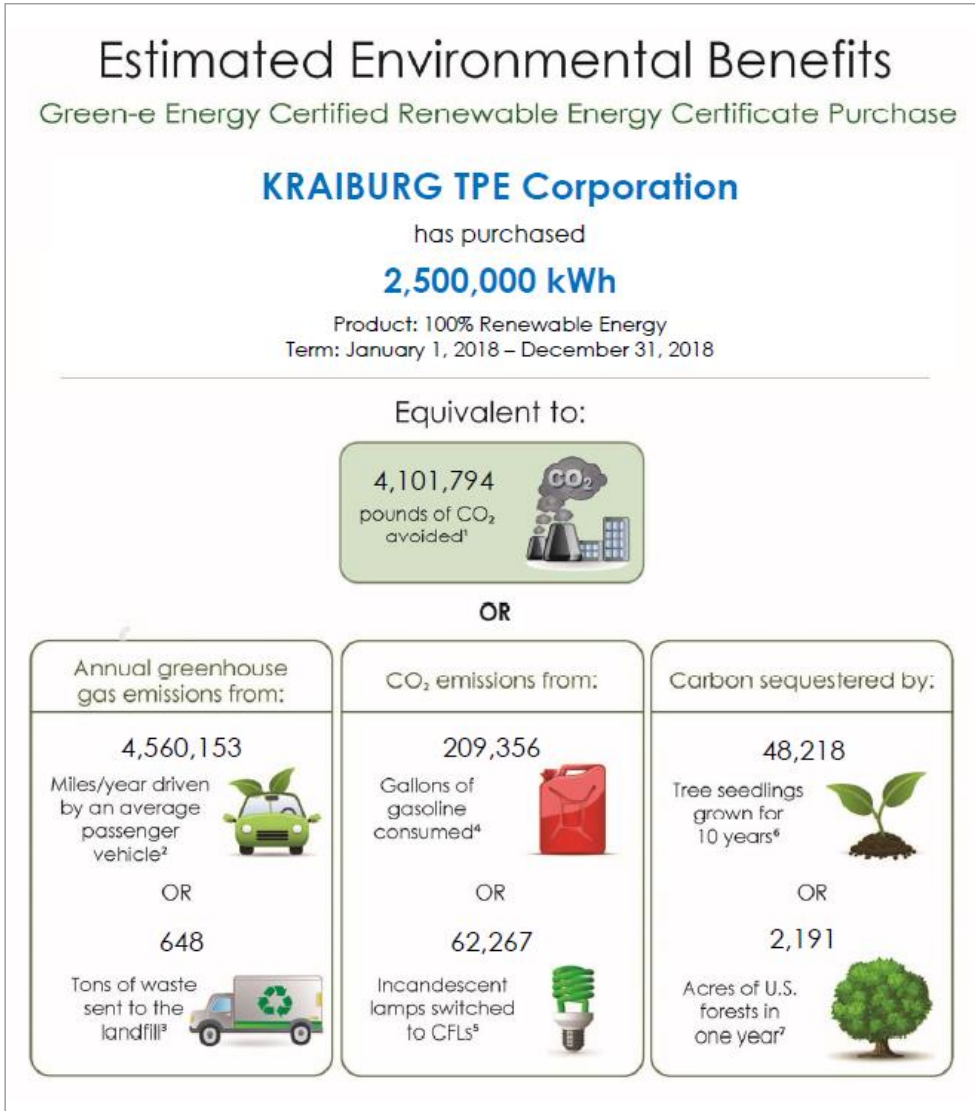 Estimated Environmental Benefits
Green-e Energy Certified Renewable Energy Certificate Purchase
KRAIBURG TPE Corporation
has purchased
2,500,000 kWh
Product: 100% Renewable Energy
Term: January 1, 2018 – December 31, 2018
Equivalent to:
4,101,794
pounds of CO₂
avoided¹
CO₂
OR
Annual greenhouse
gas emissions from:
4,560,153
Miles/year driven
by an average
passenger
vehicle²
OR
648
Tons of waste
sent to the
landfill³
CO₂ emissions from:
209,356
Gallons of
gasoline
consumed⁴
OR
62,267
Incandescent
lamps switched
to CFLs⁵
Carbon sequestered by:
48,218
Tree seedlings
grown for
10 years⁶
OR
2,191
Acres of U.S.
forests in
one year⁷